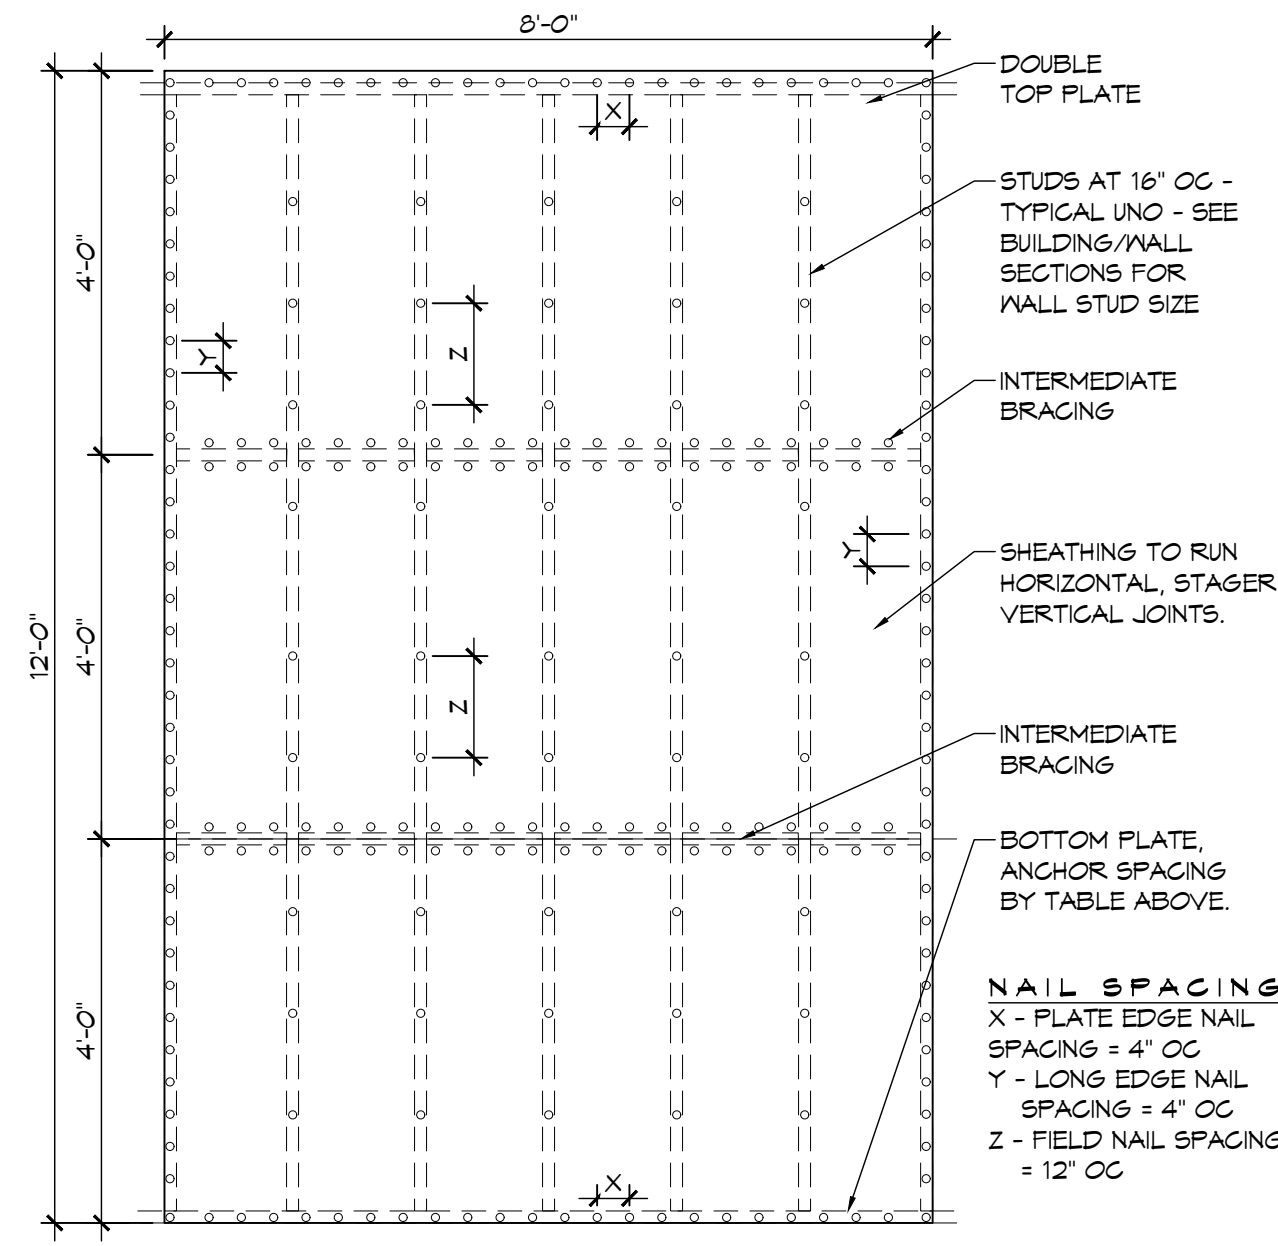 8'-0"
DOUBLE
TOP PLATE
X
STUDS AT 16" OC -
TYPICAL UNO - SEE
BUILDING/WALL
SECTIONS FOR
WALL STUD SIZE
4'-0"
Z
Y
INTERMEDIATE
BRACING
Y
SHEATHING TO RUN
HORIZONTAL, STAGER
VERTICAL JOINTS.
12'-0"
4'-0"
Z
INTERMEDIATE
BRACING
BOTTOM PLATE,
ANCHOR SPACING
BY TABLE ABOVE.
4'-0"
X
NAIL SPACING
X - PLATE EDGE NAIL
SPACING = 4" OC
Y - LONG EDGE NAIL
SPACING = 4" OC
Z - FIELD NAIL SPACING
= 12" OC